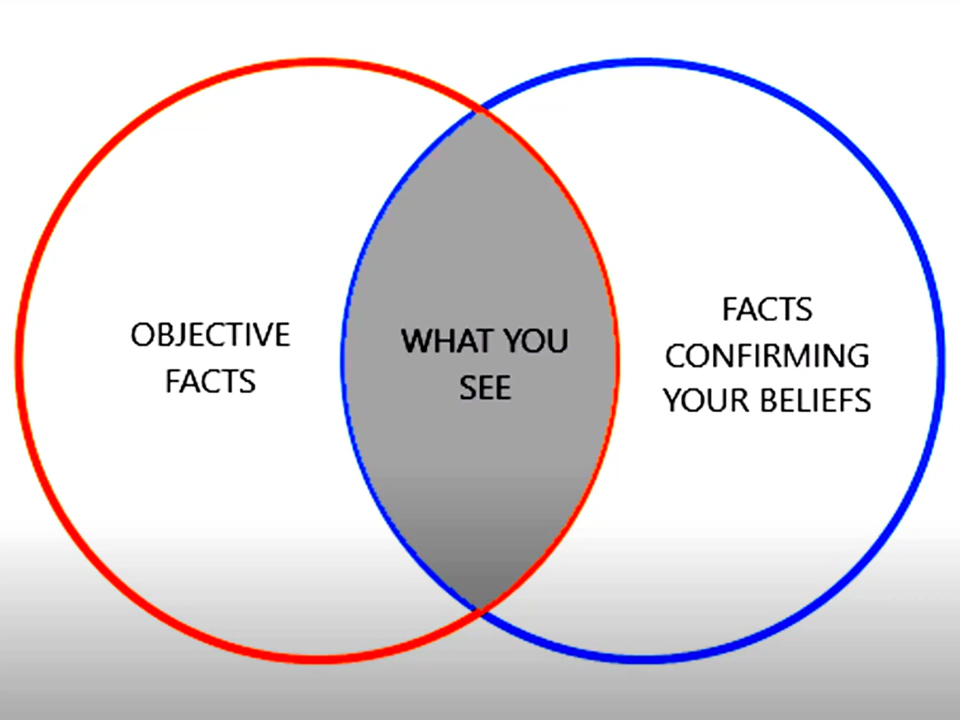 OBJECTIVE
FACTS
WHAT YOU
SEE
FACTS
CONFIRMING
YOUR BELIEFS